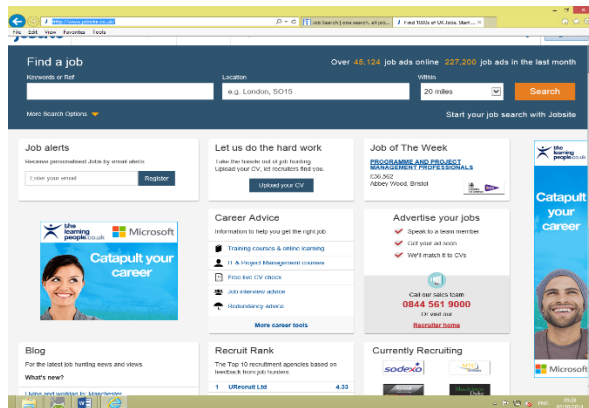 http://www.jobsite.co.uk/
Job Search | one search. all jo...
Find 1000s of UK Jobs. Start...
File Edit View Favorites Tools
jobsite
Find a job
Over 45,124 job ads online 227,200 job ads in the last month
Keywords or Ref
Location
Within
e.g. London, SO15
20 miles
Search
More Search Options
Start your job search with Jobsite
Job alerts
Receive personalised Jobs by email alerts
Enter your email
Register
Let us do the hard work
Take the hassle out of job hunting
Upload your CV, let recruiters find you.
Upload your CV
Job of The Week
PROGRAMME AND PROJECT
MANAGEMENT PROFESSIONALS
£36,562
Abbey Wood, Bristol
the
learning
people.co.uk
Microsoft
Catapult your
career
Career Advice
Information to help you get the right job
Training courses & online learning
IT & Project Management courses
Free live CV check
Job interview advice
Redundancy advice
More career tools
Advertise your jobs
Speak to a team member
Get your ad soon
We'll match it to CVs
Call our sales team
0844 561 9000
Or visit our
Recruiter home
the
learning
people.co
Catapult
your
career
Microsoft
Blog
For the latest job hunting news and views
What's new?
Living and working in: Manchester
Recruit Rank
The Top 10 recruitment agencies based on
feedback from job hunters
1 URecruit Ltd 4.33
Currently Recruiting
sodexo
ENG